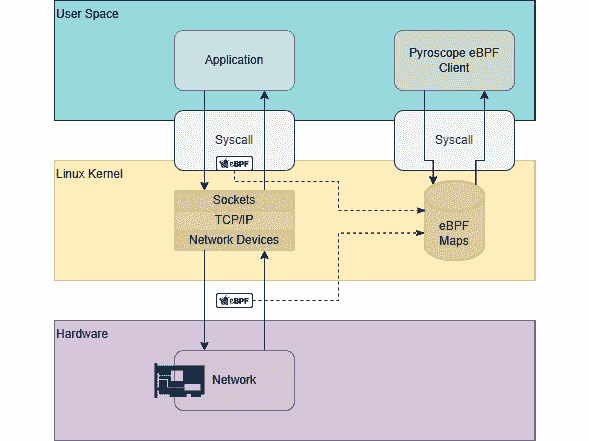 User Space
Application
Pyroscope eBPF
Client
Syscall
Syscall
eBPF
Linux Kernel
Sockets
TCP/IP
Network Devices
eBPF
Maps
eBPF
Hardware
Network